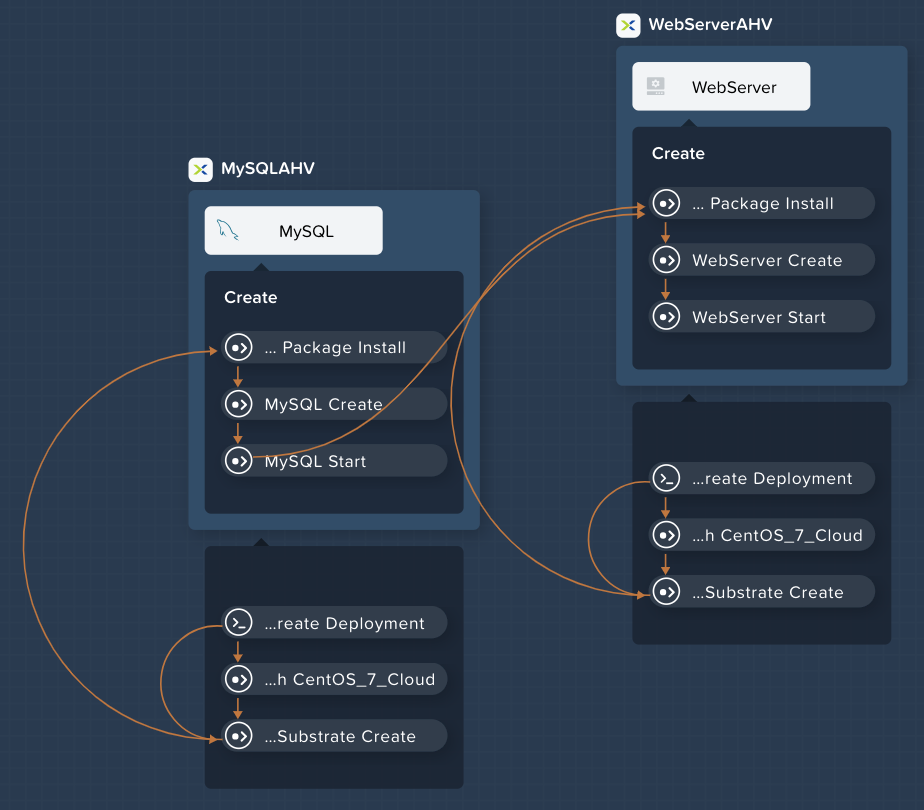 WebServerAHV
WebServer
Create
... Package Install
WebServer Create
WebServer Start
...reate Deployment
...h CentOS_7_Cloud
...Substrate Create
MySQLAHV
MySQL
Create
... Package Install
MySQL Create
MySQL Start
...reate Deployment
...h CentOS_7_Cloud
...Substrate Create